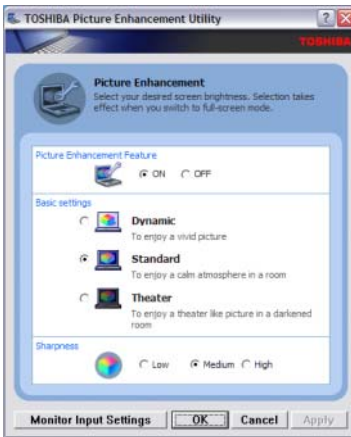 TOSHIBA Picture Enhancement Utility
TOSHIBA
Picture Enhancement
Select your desired screen brightness. Selection takes
effect when you switch to full-screen mode.
Picture Enhancement Feature
ON OFF
Basic settings
Dynamic
To enjoy a vivid picture
Standard
To enjoy a calm atmosphere in a room
Theater
To enjoy a theater like picture in a darkened
room
Sharpness
Low Medium High
Monitor Input Settings OK Cancel Apply